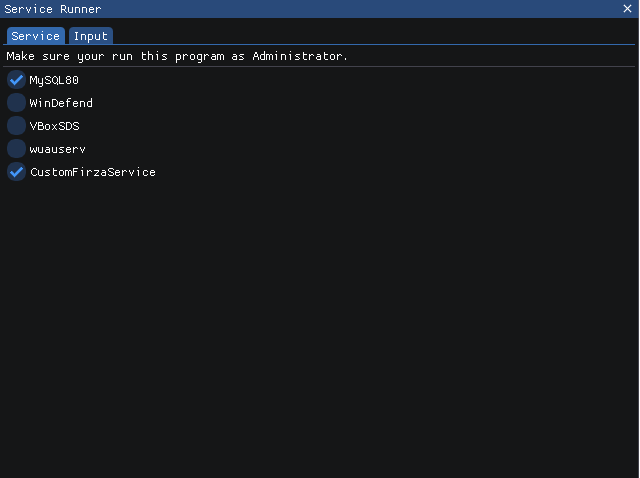 Service Runner
Service Input
Make sure your run this program as Administrator.
MySQL80
WinDefend
VBoxSDS
wuauserv
CustomFirzaService